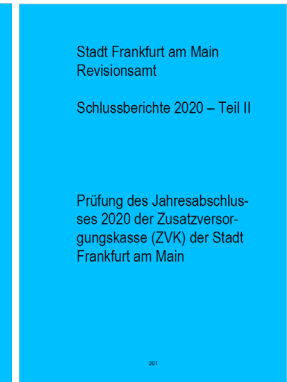 Stadt Frankfurt am Main
Revisionsamt
Schlussberichte 2020 – Teil II
Prüfung des Jahresabschlus-
ses 2020 der Zusatzversor-
gungskasse (ZVK) der Stadt
Frankfurt am Main
201